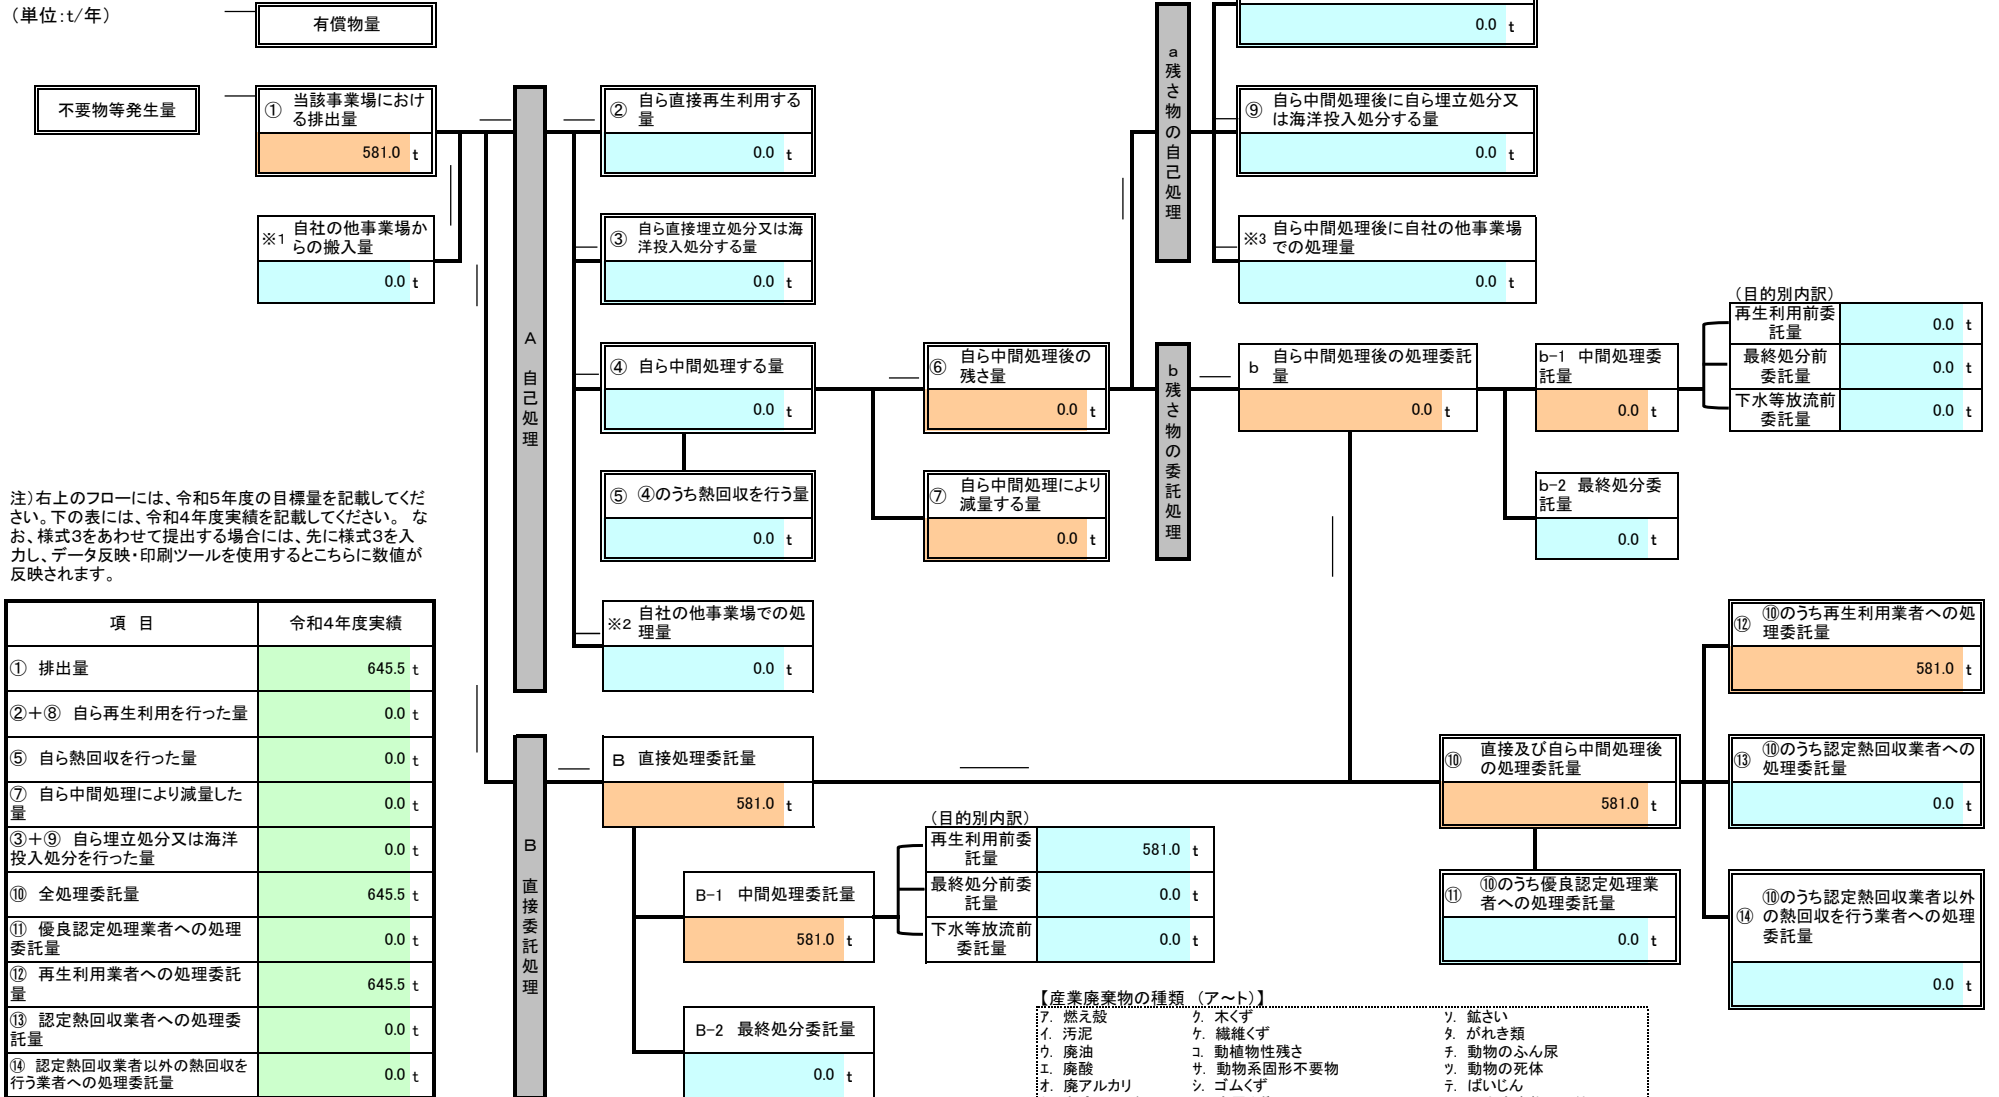 （単位:t/年）
有償物量
不要物等発生量
① 当該事業場におけ
る排出量
581.0 t
※1 自社の他事業場か
らの搬入量
0.0 t
A 自己処理
② 自ら直接再生利用する
量
0.0 t
③ 自ら直接埋立処分又は海
洋投入処分する量
0.0 t
④ 自ら中間処理する量
0.0 t
⑤ ④のうち熱回収を行う量
0.0 t
※2 自社の他事業場での処
理量
0.0 t
⑥ 自ら中間処理後の
残さ量
0.0 t
⑦ 自ら中間処理により
減量する量
0.0 t
a 残さ物の自己処理
0.0 t
⑨ 自ら中間処理後に自ら埋立処分又
は海洋投入処分する量
0.0 t
※3 自ら中間処理後に自社の他事業場
での処理量
0.0 t
b 残さ物の委託処理
b 自ら中間処理後の処理委託
量
0.0 t
b-1 中間処理委
託量
0.0 t
（目的別内訳）
再生利用前委
託量
0.0 t
最終処分前
委託量
0.0 t
下水等放流前
委託量
0.0 t
b-2 最終処分委
託量
0.0 t
注）右上のフローには、令和5年度の目標量を記載してくだ
さい。下の表には、令和4年度実績を記載してください。 な
お、様式3をあわせて提出する場合には、先に様式3を入
力し、データ反映・印刷ツールを使用するとこちらに数値が
反映されます。
項 目 令和4年度実績
① 排出量 645.5 t
②＋⑧ 自ら再生利用を行った量 0.0 t
⑤ 自ら熱回収を行った量 0.0 t
⑦ 自ら中間処理により減量した
量 0.0 t
③＋⑨ 自ら埋立処分又は海洋
投入処分を行った量 0.0 t
⑩ 全処理委託量 645.5 t
⑪ 優良認定処理業者への処理
委託量 0.0 t
⑫ 再生利用業者への処理委託
量 645.5 t
⑬ 認定熱回収業者への処理委
託量 0.0 t
⑭ 認定熱回収業者以外の熱回収を
行う業者への処理委託量 0.0 t
B 直接委託処理
B 直接処理委託量
581.0 t
B-1 中間処理委託量
581.0 t
（目的別内訳）
再生利用前委
託量
581.0 t
最終処分前委
託量
0.0 t
下水等放流前
委託量
0.0 t
B-2 最終処分委託量
0.0 t
⑩ 直接及び自ら中間処理後
の処理委託量
581.0 t
⑪ ⑩のうち優良認定処理業
者への処理委託量
0.0 t
⑫ ⑩のうち再生利用業者への処
理委託量
581.0 t
⑬ ⑩のうち認定熱回収業者への
処理委託量
0.0 t
⑭ ⑩のうち認定熱回収業者以外
の熱回収を行う業者への処理
委託量
0.0 t
【産業廃棄物の種類 （ア～ト）】
ア. 燃え殻 ク. 木くず ソ. 鉱さい
イ. 汚泥 ケ. 繊維くず タ. がれき類
ウ. 廃油 コ. 動植物性残さ チ. 動物のふん尿
エ. 廃酸 サ. 動物系固形不要物 ツ. 動物の死体
オ. 廃アルカリ シ. ゴムくず テ. ばいじん